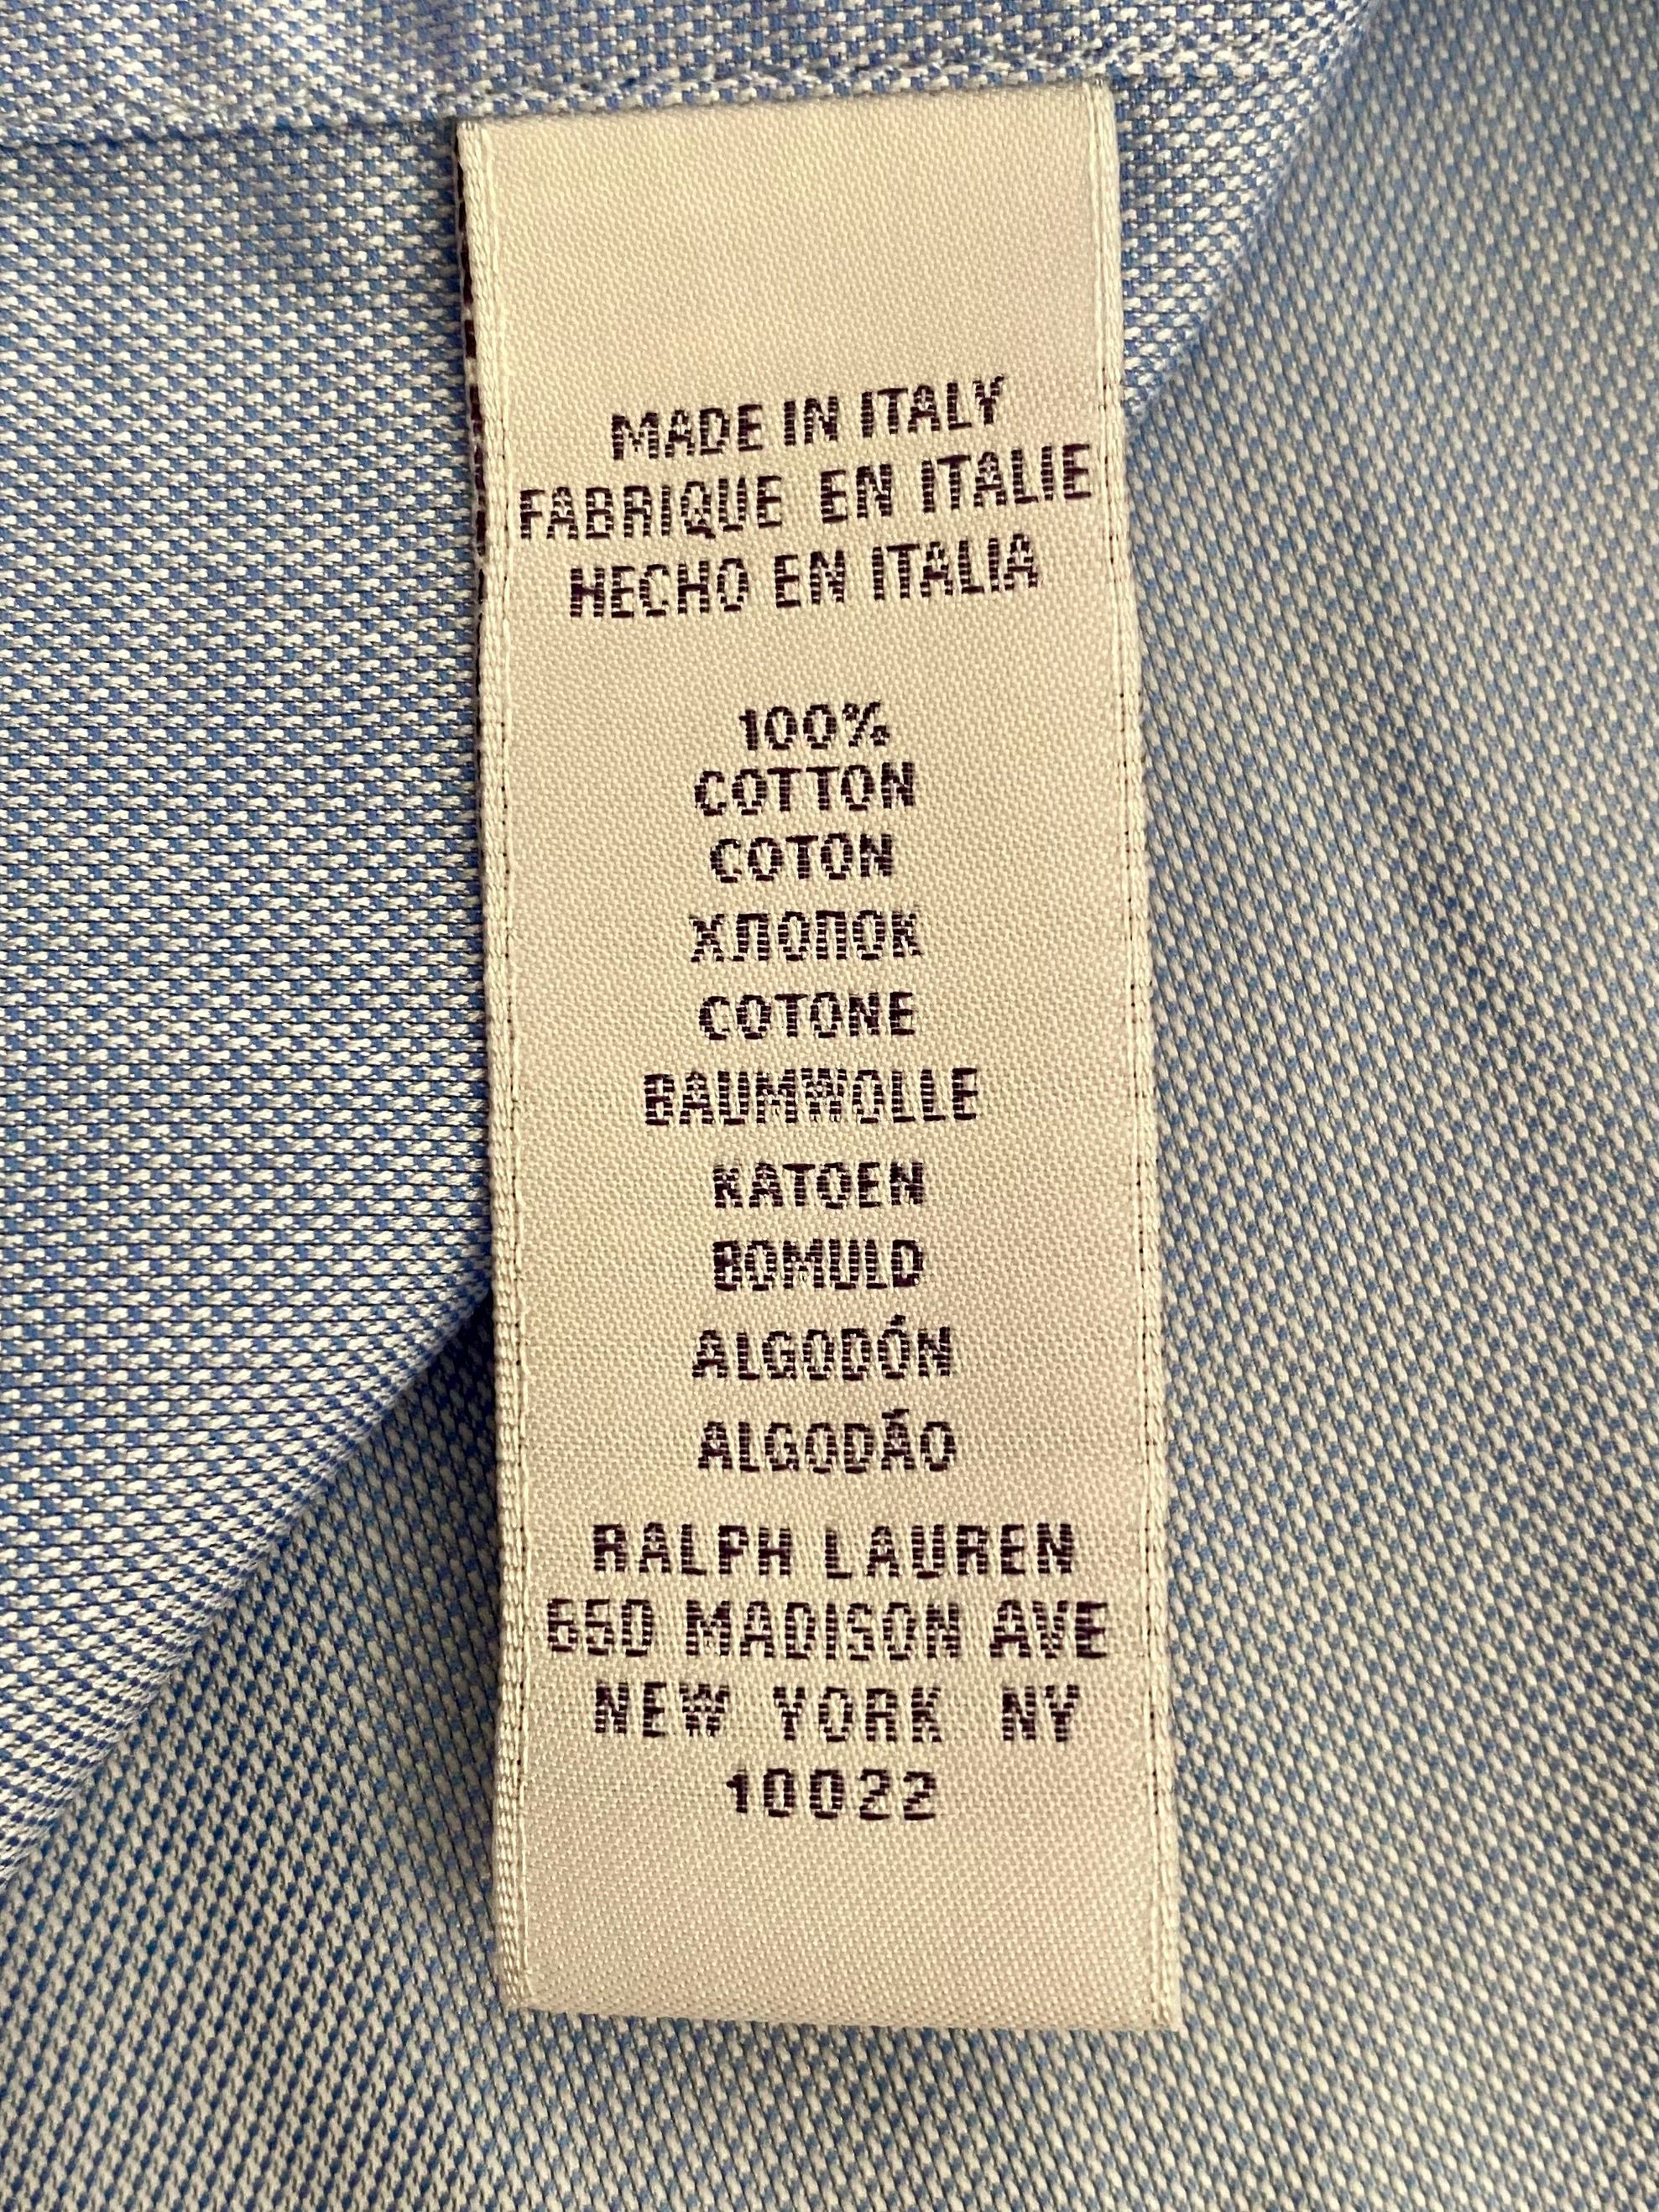 MADE IN ITALY
FABRIQUE EN ITALIE
HECHO EN ITALIA
100%
COTTON
COTON
ХЛОПОК
COTONE
BAUMWOLLE
KATOEN
BOMULD
ALGODÓN
ALGODÃO
RALPH LAUREN
650 MADISON AVE
NEW YORK NY
10022